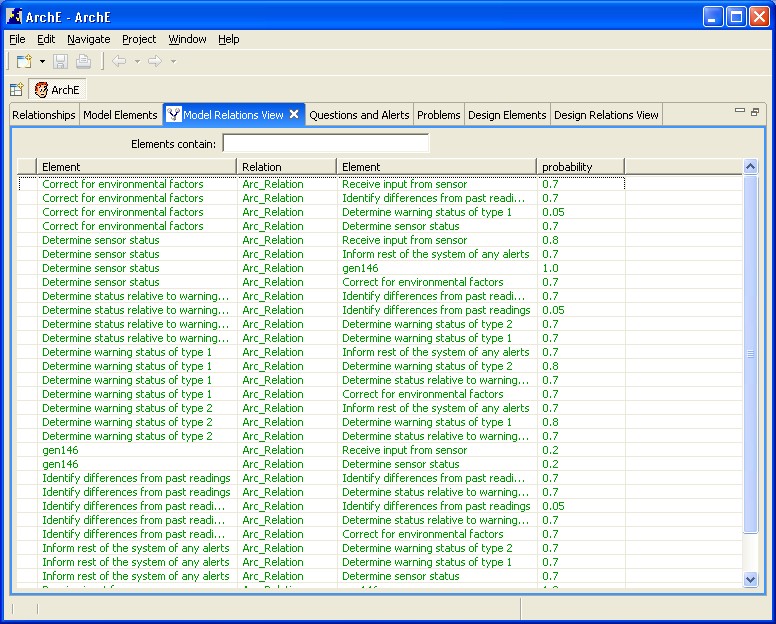 ArchE - ArchE
File Edit Navigate Project Window Help
ArchE
Relationships Model Elements Model Relations View Questions and Alerts Problems Design Elements Design Relations View
Elements contain:
Element Relation Element probability
Correct for environmental factors Arc_Relation Receive input from sensor 0.7
Correct for environmental factors Arc_Relation Identify differences from past readi... 0.7
Correct for environmental factors Arc_Relation Determine warning status of type 1 0.05
Correct for environmental factors Arc_Relation Determine sensor status 0.7
Determine sensor status Arc_Relation Receive input from sensor 0.8
Determine sensor status Arc_Relation Inform rest of the system of any alerts 0.7
Determine sensor status Arc_Relation gen146 1.0
Determine sensor status Arc_Relation Correct for environmental factors 0.7
Determine status relative to warning... Arc_Relation Identify differences from past readi... 0.7
Determine status relative to warning... Arc_Relation Identify differences from past readings 0.05
Determine status relative to warning... Arc_Relation Determine warning status of type 2 0.7
Determine status relative to warning... Arc_Relation Determine warning status of type 1 0.7
Determine warning status of type 1 Arc_Relation Inform rest of the system of any alerts 0.7
Determine warning status of type 1 Arc_Relation Determine warning status of type 2 0.8
Determine warning status of type 1 Arc_Relation Determine status relative to warning... 0.7
Determine warning status of type 1 Arc_Relation Correct for environmental factors 0.7
Determine warning status of type 2 Arc_Relation Inform rest of the system of any alerts 0.7
Determine warning status of type 2 Arc_Relation Determine warning status of type 1 0.8
Determine warning status of type 2 Arc_Relation Determine status relative to warning... 0.7
gen146 Arc_Relation Receive input from sensor 0.2
gen146 Arc_Relation Determine sensor status 0.2
Identify differences from past readings Arc_Relation Identify differences from past readi... 0.7
Identify differences from past readings Arc_Relation Determine status relative to warning... 0.7
Identify differences from past readi... Arc_Relation Identify differences from past readings 0.05
Identify differences from past readi... Arc_Relation Determine status relative to warning... 0.7
Identify differences from past readi... Arc_Relation Correct for environmental factors 0.7
Inform rest of the system of any alerts Arc_Relation Determine warning status of type 2 0.7
Inform rest of the system of any alerts Arc_Relation Determine warning status of type 1 0.7
Inform rest of the system of any alerts Arc_Relation Determine sensor status 0.7